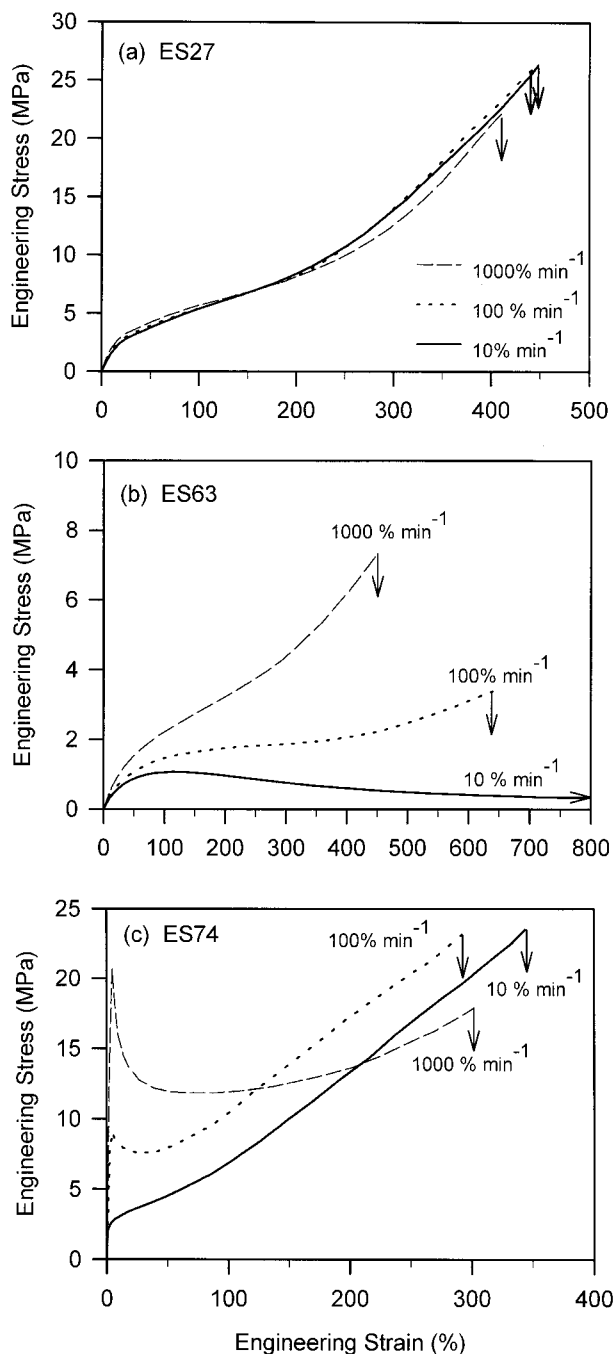 (a) ES27
Engineering Stress (MPa)
30
25
20
15
10
5
0
1000% min⁻¹
100 % min⁻¹
10% min⁻¹
0 100 200 300 400 500
(b) ES63
Engineering Stress (MPa)
10
8
6
4
2
0
1000 % min⁻¹
100% min⁻¹
10 % min⁻¹
0 100 200 300 400 500 600 700 800
(c) ES74
Engineering Stress (MPa)
25
20
15
10
5
0
100% min⁻¹
10 % min⁻¹
1000 % min⁻¹
0 100 200 300 400
Engineering Strain (%)